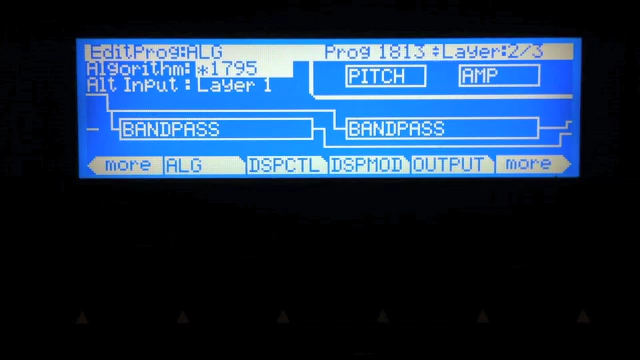 EditProg:ALG Prog 1813 ÷Layer:2/3
Algorithm: *1795
PITCH AMP
Alt Input : Layer 1
BANDPASS BANDPASS
more ALG DSPCTL DSPMOD OUTPUT more